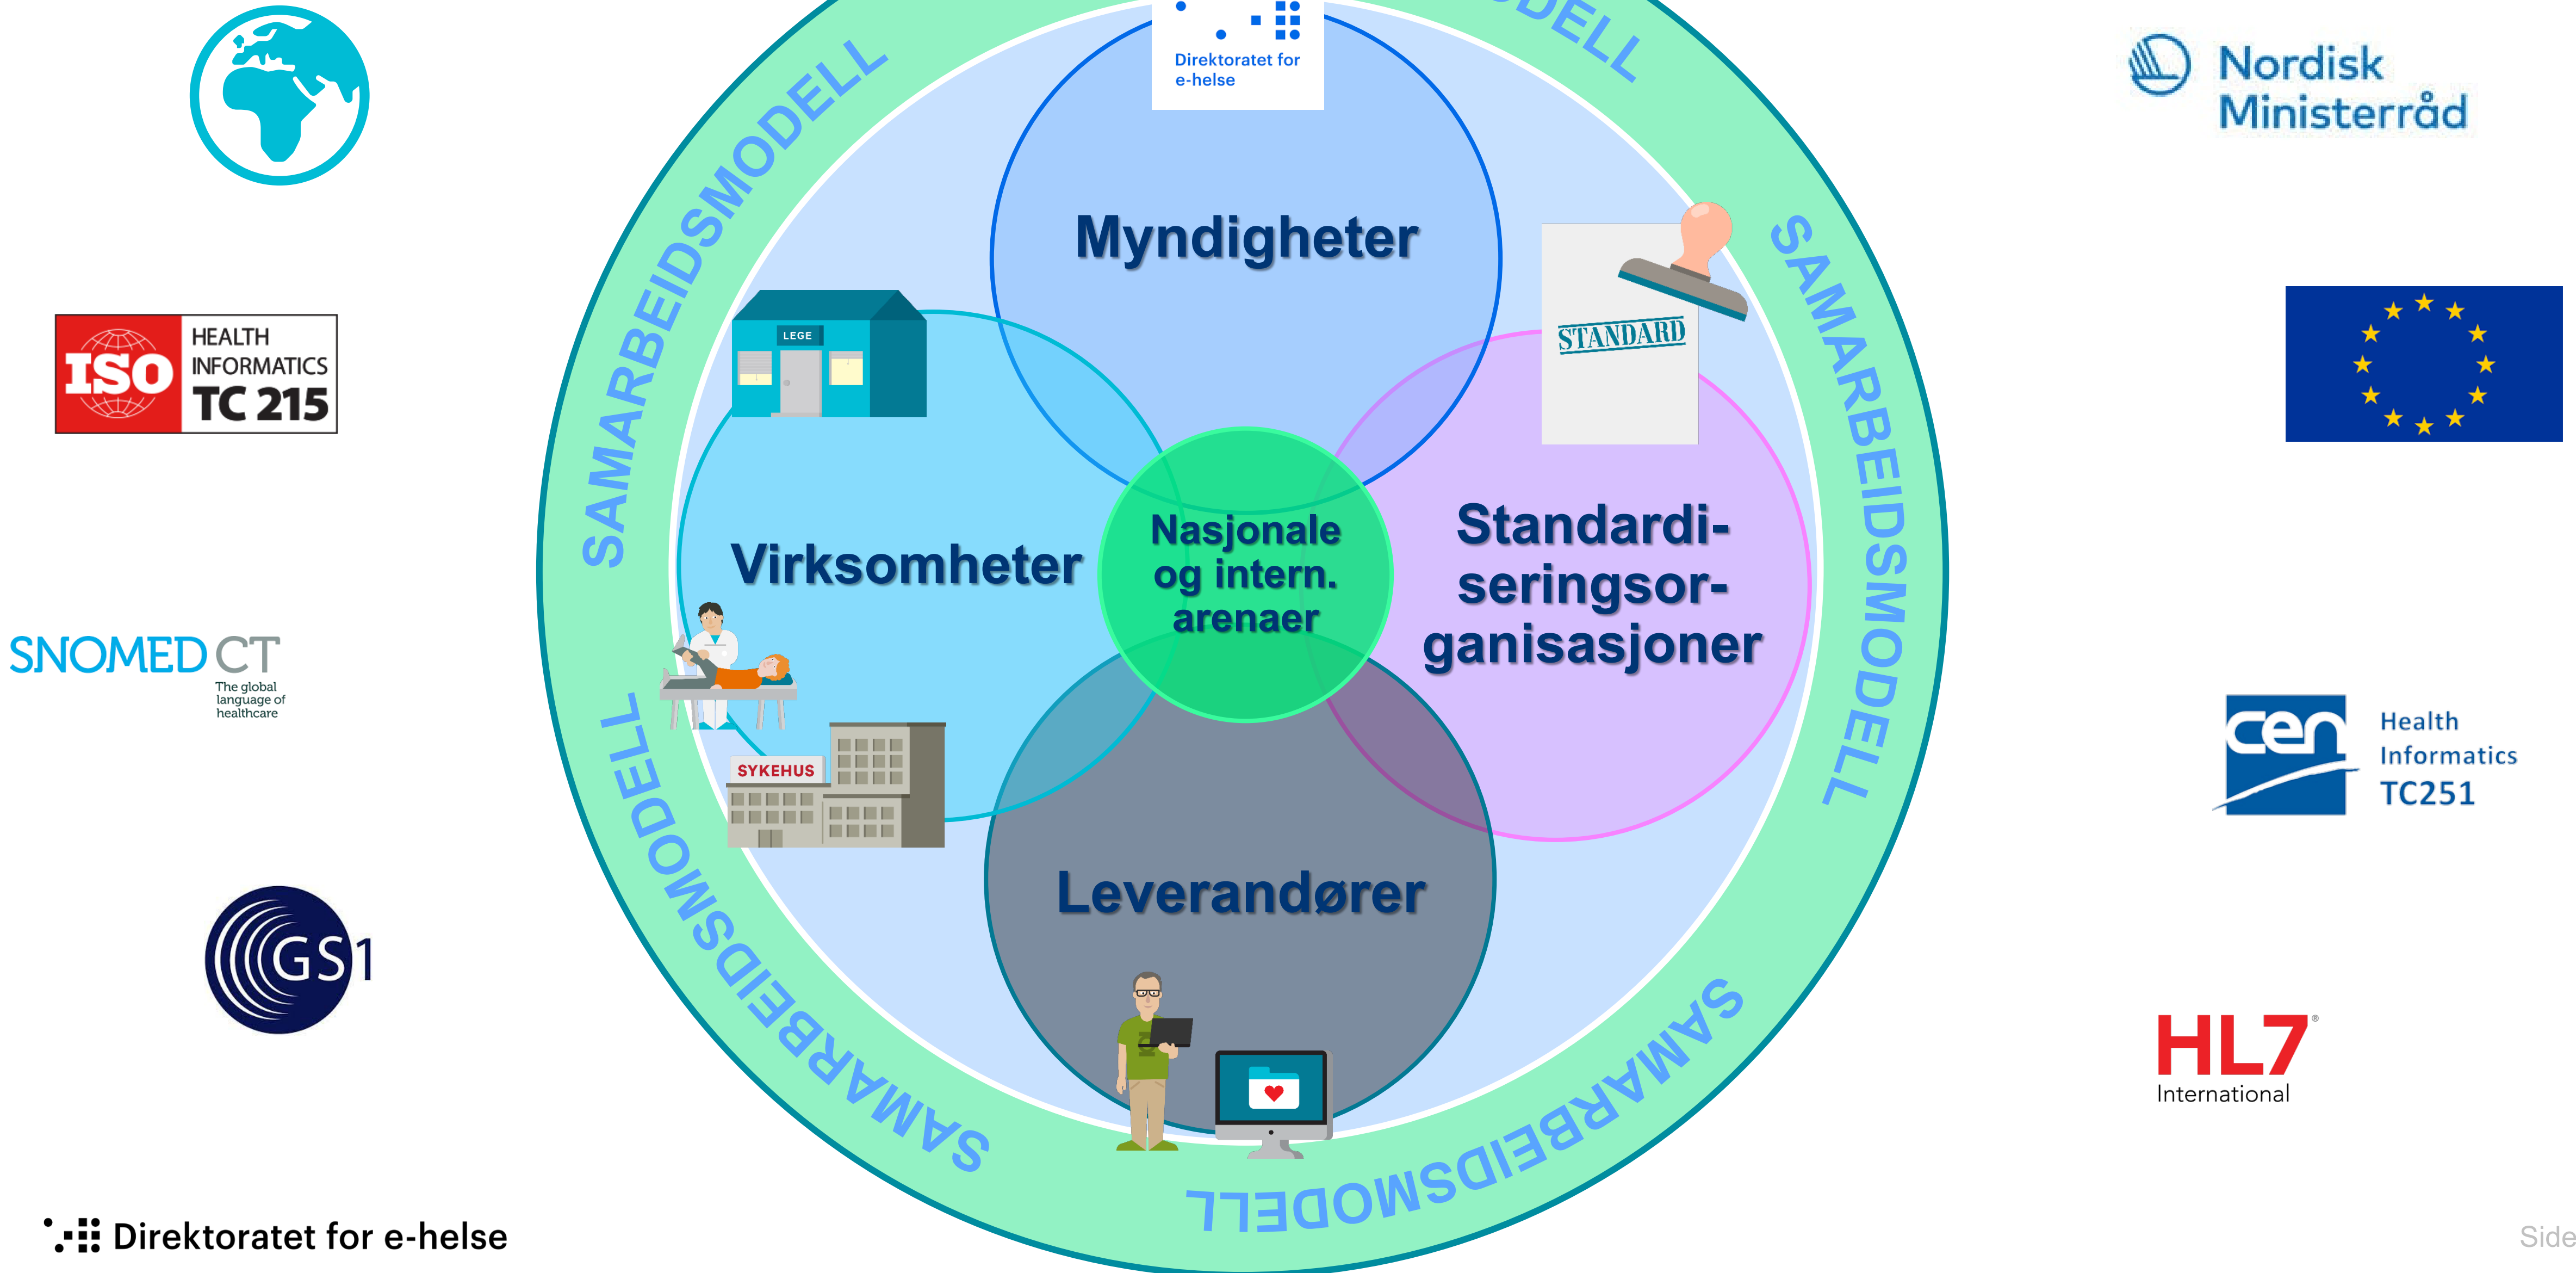 Direktoratet for
e-helse
Nordisk
Ministerråd
SAMARBEIDSMODELL
DELL
SAMARBEIDSMODELL
SAMARBEIDSMODELL
SAMARBEIDSMODELL
SAMARBEIDSMODELL
Myndigheter
STANDARD
LEGE
ISO
HEALTH
INFORMATICS
TC 215
Virksomheter
Nasjonale
og intern.
arenaer
Standardi-
seringsor-
ganisasjoner
SNOMED CT
The global
language of
healthcare
SYKEHUS
cen
Health
Informatics
TC251
Leverandører
GS1
HL7®
International
Direktoratet for e-helse
Side